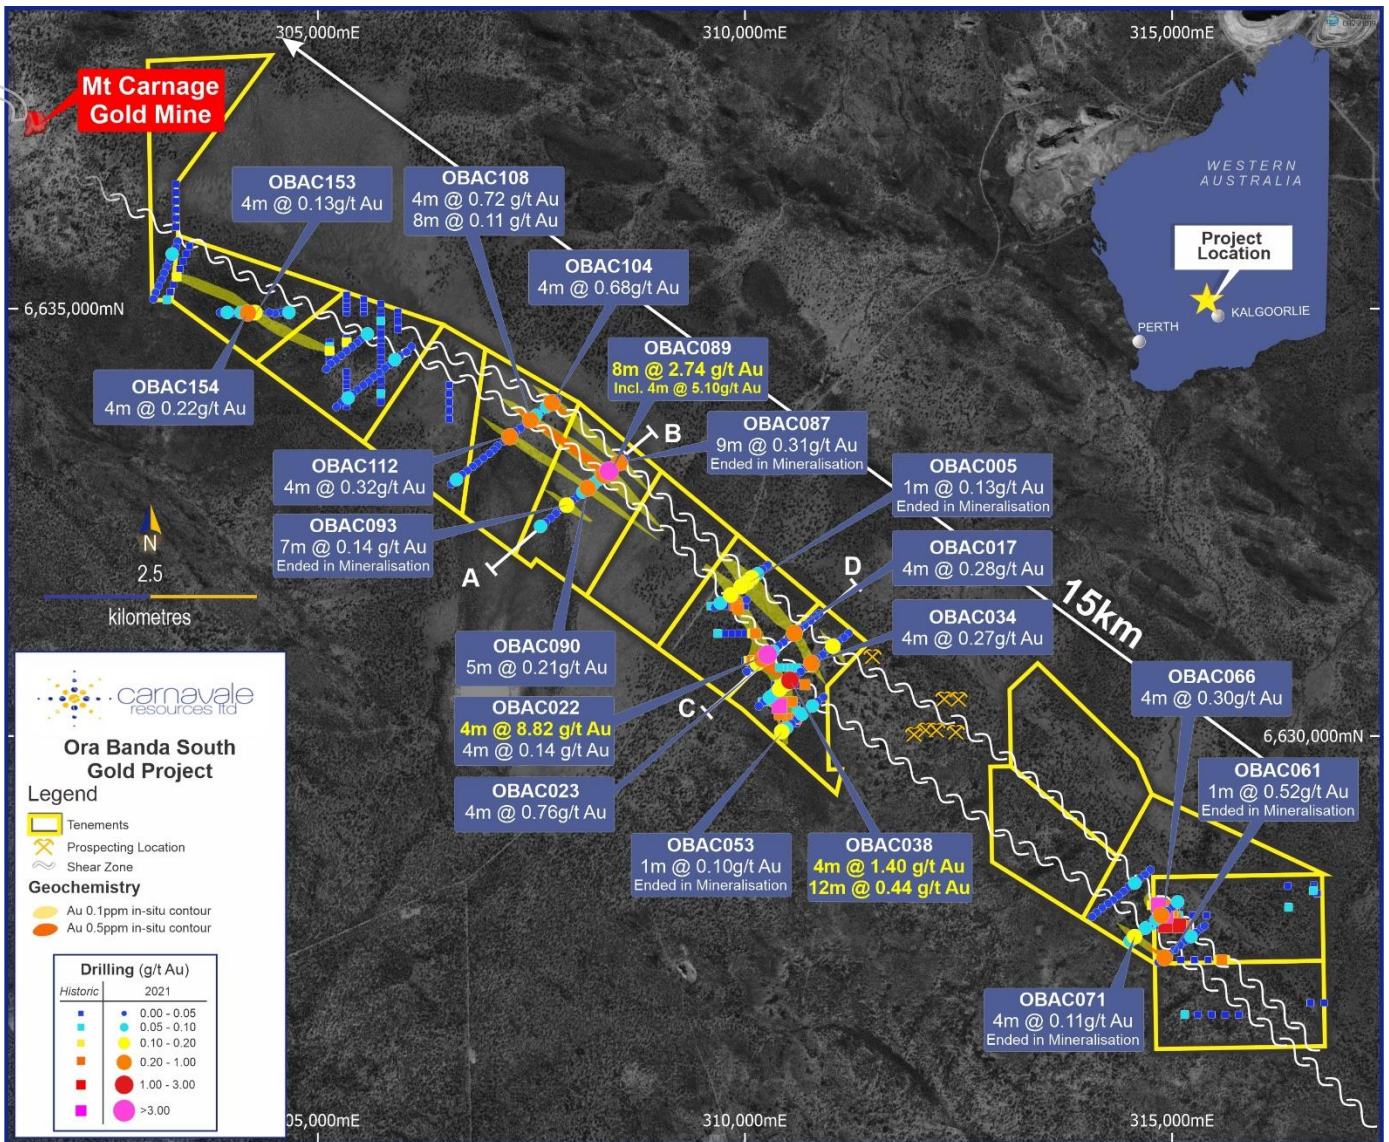 305,000mE
310,000mE
315,000mE
Mt Carnage
Gold Mine
WESTERN
AUSTRALIA
Project
Location
KALGOORLIE
PERTH
6,635,000mN
OBAC153
4m @ 0.13g/t Au
OBAC108
4m @ 0.72 g/t Au
8m @ 0.11 g/t Au
OBAC104
4m @ 0.68g/t Au
OBAC089
8m @ 2.74 g/t Au
Incl. 4m @ 5.10g/t Au
OBAC154
4m @ 0.22g/t Au
B
OBAC087
9m @ 0.31g/t Au
Ended in Mineralisation
OBAC112
4m @ 0.32g/t Au
OBAC005
1m @ 0.13g/t Au
Ended in Mineralisation
OBAC093
7m @ 0.14 g/t Au
Ended in Mineralisation
A
N
2.5
kilometres
OBAC017
4m @ 0.28g/t Au
D
15km
OBAC034
4m @ 0.27g/t Au
OBAC090
5m @ 0.21g/t Au
OBAC066
4m @ 0.30g/t Au
OBAC022
4m @ 8.82 g/t Au
4m @ 0.14 g/t Au
C
6,630,000mN
OBAC061
1m @ 0.52g/t Au
Ended in Mineralisation
OBAC023
4m @ 0.76g/t Au
OBAC053
1m @ 0.10g/t Au
Ended in Mineralisation
OBAC038
4m @ 1.40 g/t Au
12m @ 0.44 g/t Au
OBAC071
4m @ 0.11g/t Au
Ended in Mineralisation
carnavale
resources ltd
Ora Banda South
Gold Project
Legend
Tenements
Prospecting Location
Shear Zone
Geochemistry
Au 0.1ppm in-situ contour
Au 0.5ppm in-situ contour
Drilling (g/t Au)
Historic 2021
0.00 - 0.05
0.05 - 0.10
0.10 - 0.20
0.20 - 1.00
1.00 - 3.00
>3.00
05,000mE
310,000mE
315,000mE